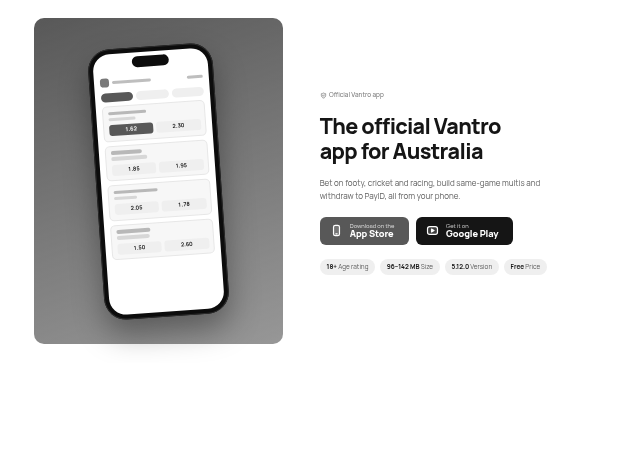 1.62
2.30
1.85
1.95
2.05
1.78
1.50
2.60
Official Vantro app
The official Vantro
app for Australia
Bet on footy, cricket and racing, build same-game multis and
withdraw to PayID, all from your phone.
Download on the
App Store
Get it on
Google Play
18+ Age rating
96–142 MB Size
5.12.0 Version
Free Price